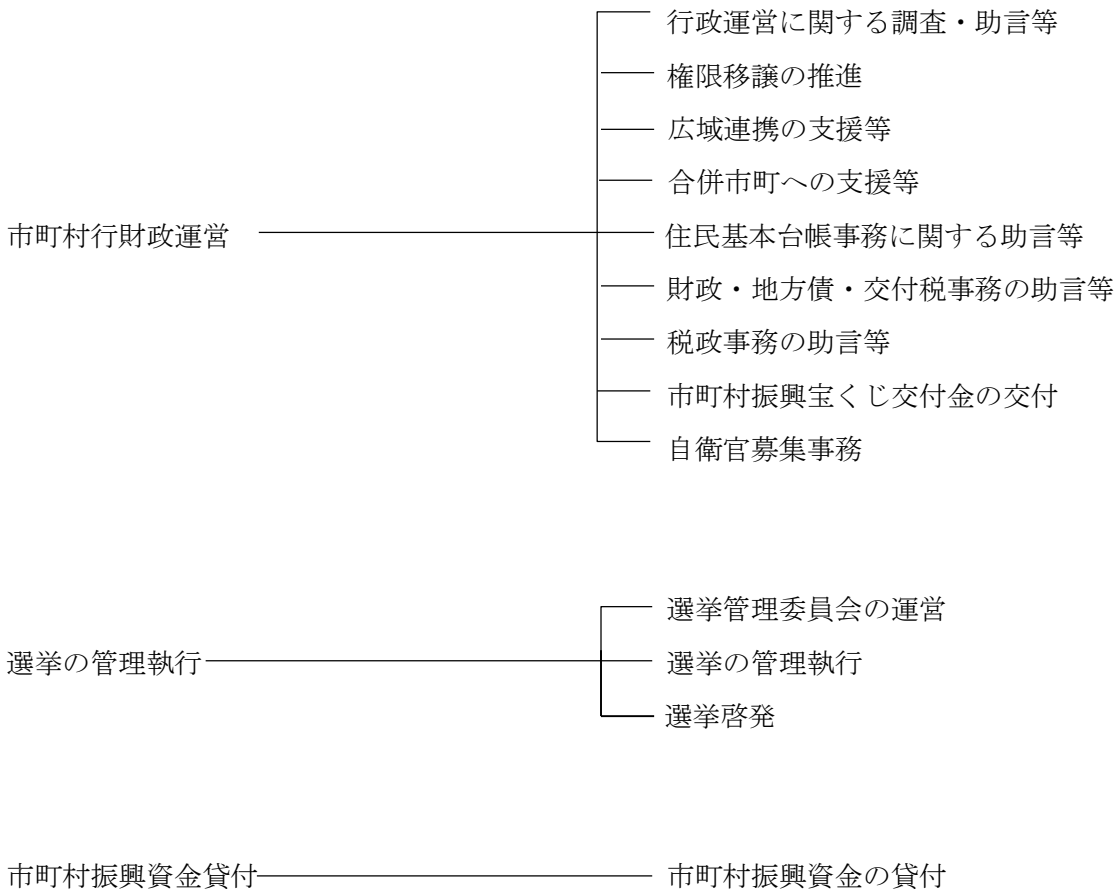 市町村行財政運営
行政運営に関する調査・助言等
権限移譲の推進
広域連携の支援等
合併市町への支援等
住民基本台帳事務に関する助言等
財政・地方債・交付税事務の助言等
税政事務の助言等
市町村振興宝くじ交付金の交付
自衛官募集事務
選挙の管理執行
選挙管理委員会の運営
選挙の管理執行
選挙啓発
市町村振興資金貸付
市町村振興資金の貸付